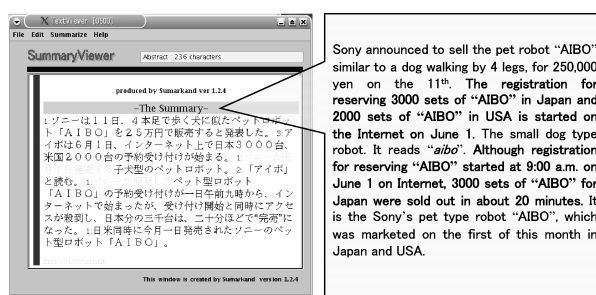 TextViewer [0500]
File Edit Summarize Help
SummaryViewer
Abstract : 236 characters
produced by Sumarkand ver 1.2.4
-The Summary-
1:ソニーは１１日、４本足で歩く犬に似たペットロボッ
ト「ＡＩＢＯ」を２５万円で販売すると発表した。3:ア
イボは６月１日、インターネット上で日本３０００台、
米国２０００台の予約受け付けが始まる。1:
子犬型のペットロボット。2:「アイボ」
と読む。1: ペット型ロボット
「ＡＩＢＯ」の予約受け付けが一日午前九時から、イン
ターネットで始まったが、受け付け開始と同時にアクセ
スが殺到し、日本分の三千台は、二十分ほどで"完売"に
なった。1:日米同時に今月一日発売されたソニーのペッ
ト型ロボット「ＡＩＢＯ」。
End of Document
This window is created by Sumarkand version 1.2.4
Sony announced to sell the pet robot “AIBO”
similar to a dog walking by 4 legs, for 250,000
yen on the 11th. The registration for
reserving 3000 sets of “AIBO” in Japan and
2000 sets of “AIBO” in USA is started on
the Internet on June 1. The small dog type
robot. It reads “aibo”. Although registration
for reserving “AIBO” started at 9:00 a.m. on
June 1 on Internet, 3000 sets of “AIBO” for
Japan were sold out in about 20 minutes. It
is the Sony’s pet type robot “AIBO”, which
was marketed on the first of this month in
Japan and USA.